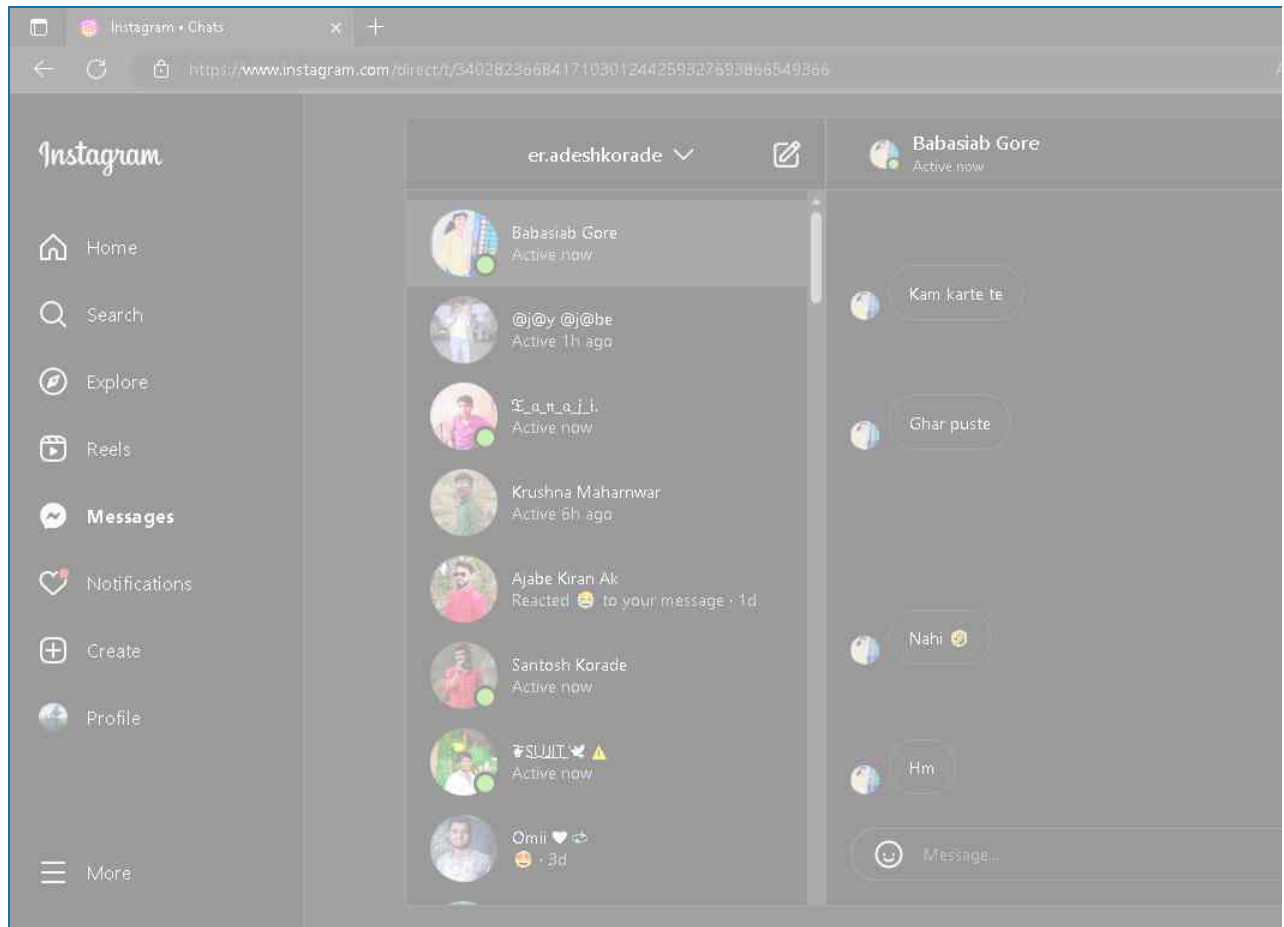 Instagram • Chats
https://www.instagram.com/direct/t/340282366841710301244259327693866549366
Instagram
Home
Search
Explore
Reels
Messages
Notifications
Create
Profile
More
er.adeshkorade
Babasiab Gore
Active now
@j@y @j@be
Active 1h ago
𝔗_a_n_a_j_i.
Active now
Krushna Maharnwar
Active 6h ago
Ajabe Kiran Ak
Reacted 😂 to your message · 1d
Santosh Korade
Active now
SUJIT 🕊 ⚠
Active now
Omii 🤍
😍 · 3d
Babasiab Gore
Active now
Kam karte te
Ghar puste
Nahi 🤣
Hm
Message...